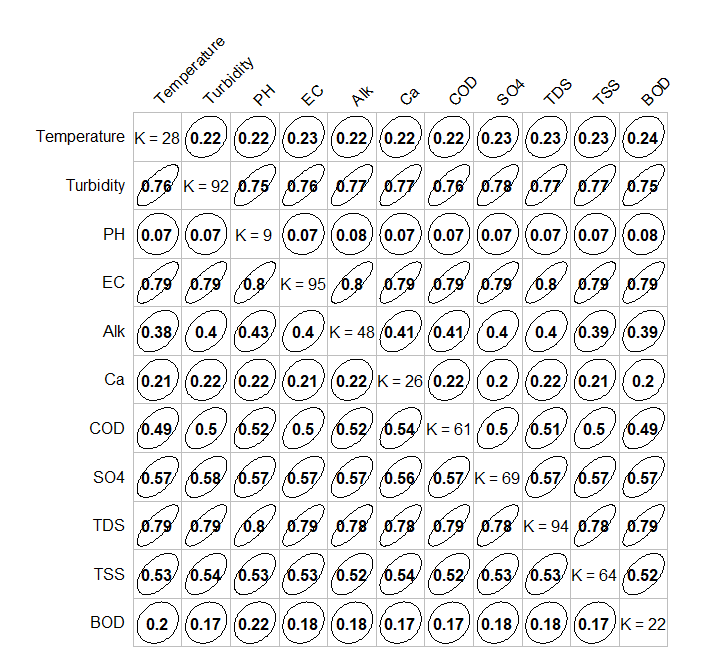 Temperature Turbidity PH EC Alk Ca COD SO4 TDS TSS BOD
Temperature K = 28 0.22 0.22 0.23 0.22 0.22 0.22 0.23 0.23 0.23 0.24
Turbidity 0.76 K = 92 0.75 0.76 0.77 0.77 0.76 0.78 0.77 0.77 0.75
PH 0.07 0.07 K = 9 0.07 0.08 0.07 0.07 0.07 0.07 0.07 0.08
EC 0.79 0.79 0.8 K = 95 0.8 0.79 0.79 0.79 0.8 0.79 0.79
Alk 0.38 0.4 0.43 0.4 K = 48 0.41 0.41 0.4 0.4 0.39 0.39
Ca 0.21 0.22 0.22 0.21 0.22 K = 26 0.22 0.2 0.22 0.21 0.2
COD 0.49 0.5 0.52 0.5 0.52 0.54 K = 61 0.5 0.51 0.5 0.49
SO4 0.57 0.58 0.57 0.57 0.57 0.56 0.57 K = 69 0.57 0.57 0.57
TDS 0.79 0.79 0.8 0.79 0.78 0.78 0.79 0.78 K = 94 0.78 0.79
TSS 0.53 0.54 0.53 0.53 0.52 0.54 0.52 0.53 0.53 K = 64 0.52
BOD 0.2 0.17 0.22 0.18 0.18 0.17 0.17 0.18 0.18 0.17 K = 22